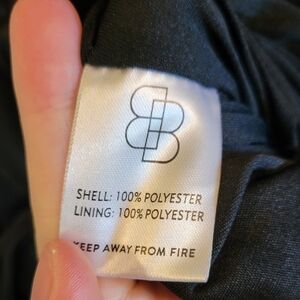 SHELL: 100% POLYESTER
LINING: 100% POLYESTER
KEEP AWAY FROM FIRE